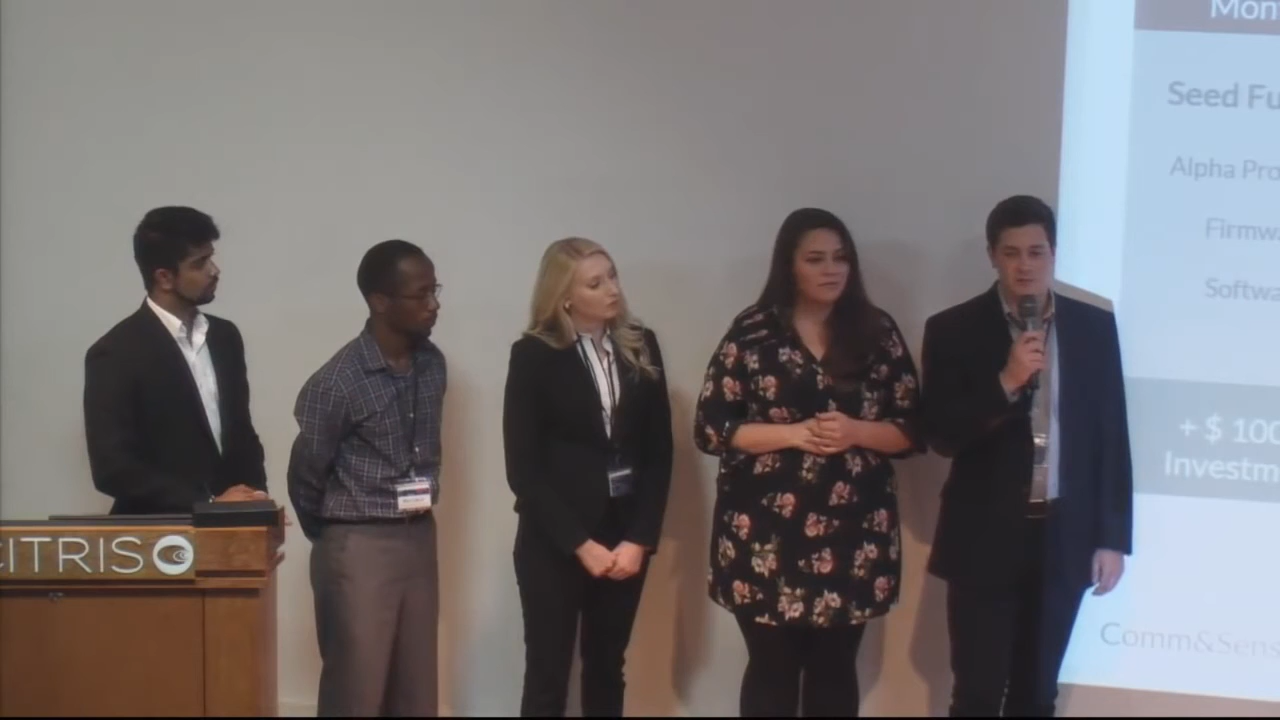 Mon
Seed Fu
Alpha Pro
Firmwa
Softwa
+ $ 100
Investm
Comm&Sens
CITRIS